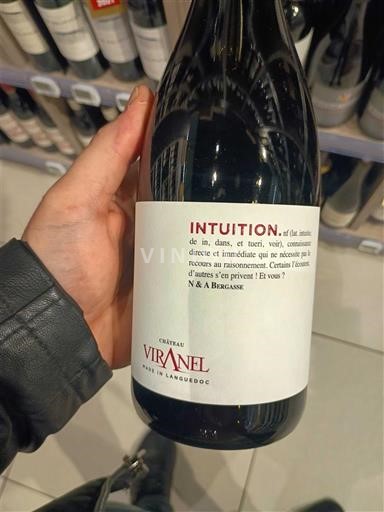 INTUITION. nf (lat. intuitio;
de in, dans, et tueri, voir), connaissance
directe et immédiate qui ne nécessite pas le
recours au raisonnement. Certains l'écoutent,
d'autres s'en privent ! Et vous ?
N & A BERGASSE
VIN
CHÂTEAU
VIRANEL
MADE IN LANGUEDOC